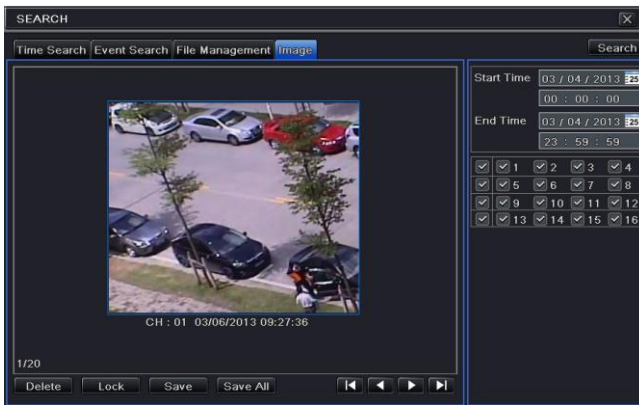 SEARCH
Time Search Event Search File Management Image
Search
Start Time 03 / 04 / 2013
00 : 00 : 00
End Time 03 / 04 / 2013
23 : 59 : 59
1 2 3 4
5 6 7 8
9 10 11 12
13 14 15 16
CH : 01 03/06/2013 09:27:36
1/20
Delete Lock Save Save All